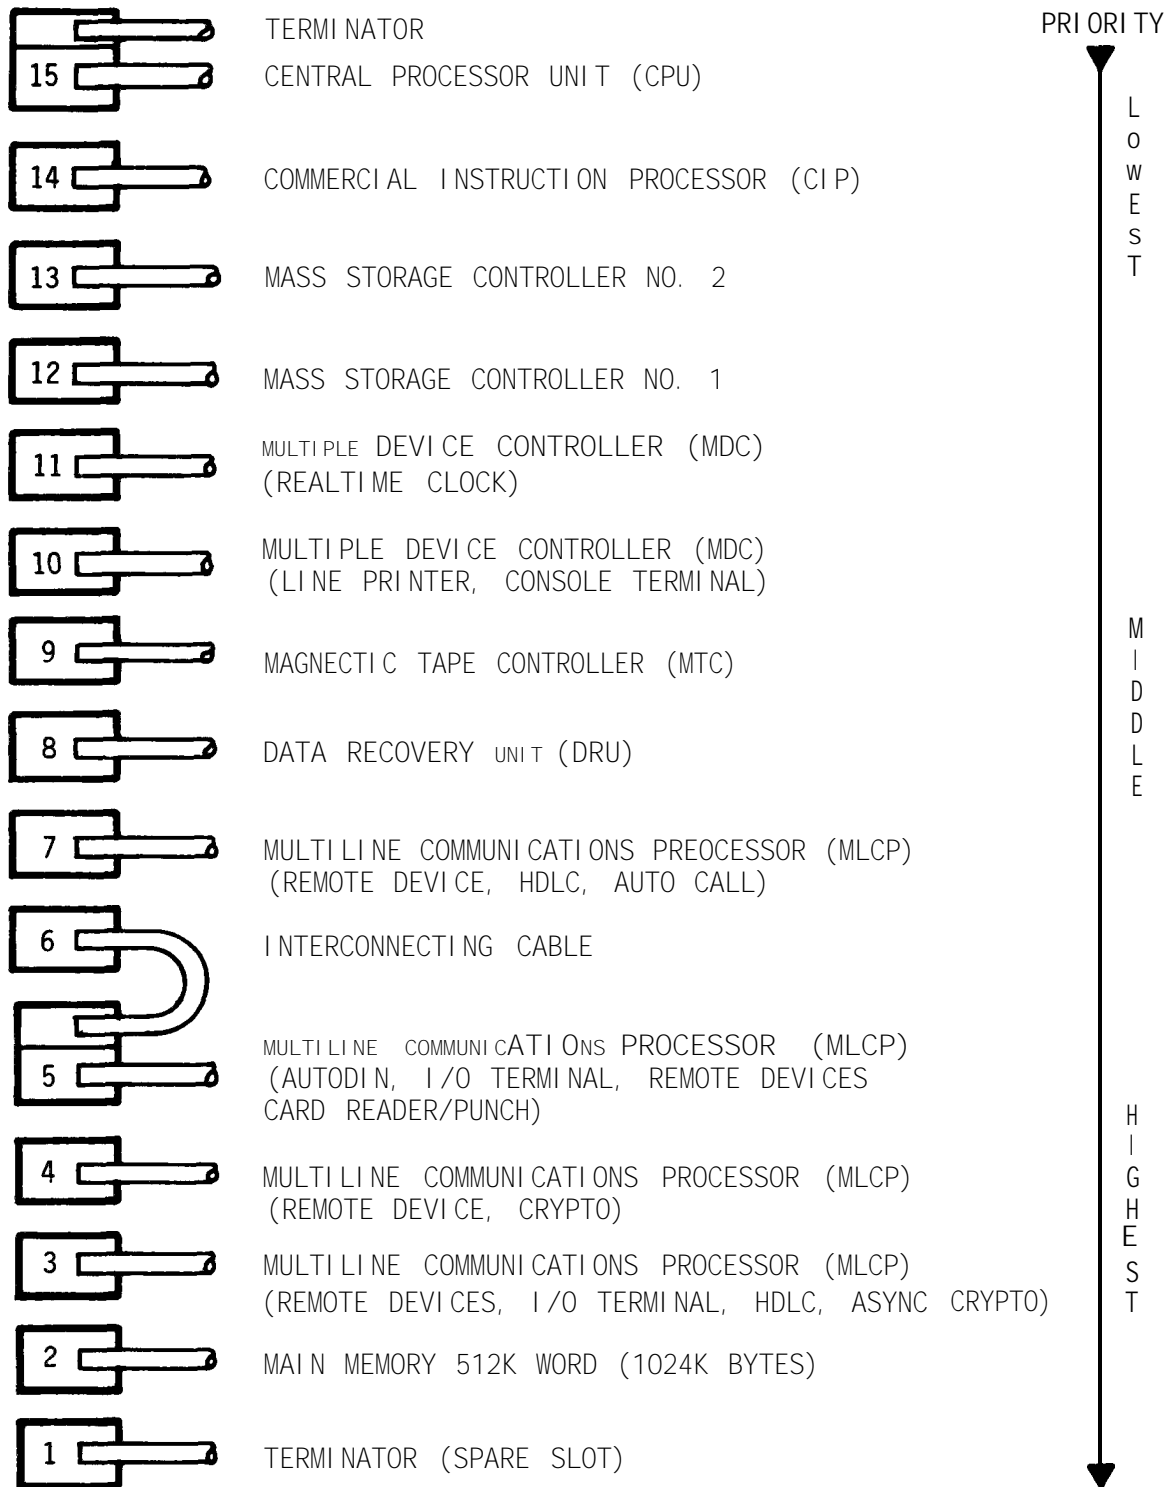 TERMINATOR
PRIORITY
15 CENTRAL PROCESSOR UNIT (CPU)
LOWEST
14 COMMERCIAL INSTRUCTION PROCESSOR (CIP)
13 MASS STORAGE CONTROLLER NO. 2
12 MASS STORAGE CONTROLLER NO. 1
11 MULTIPLE DEVICE CONTROLLER (MDC)
(REALTIME CLOCK)
10 MULTIPLE DEVICE CONTROLLER (MDC)
(LINE PRINTER, CONSOLE TERMINAL)
9 MAGNECTIC TAPE CONTROLLER (MTC)
MIDDLE
8 DATA RECOVERY UNIT (DRU)
7 MULTILINE COMMUNICATIONS PREOCESSOR (MLCP)
(REMOTE DEVICE, HDLC, AUTO CALL)
6 INTERCONNECTING CABLE
5 MULTILINE COMMUNICATIONS PROCESSOR (MLCP)
(AUTODIN, I/O TERMINAL, REMOTE DEVICES
CARD READER/PUNCH)
HIGHEST
4 MULTILINE COMMUNICATIONS PROCESSOR (MLCP)
(REMOTE DEVICE, CRYPTO)
3 MULTILINE COMMUNICATIONS PROCESSOR (MLCP)
(REMOTE DEVICES, I/O TERMINAL, HDLC, ASYNC CRYPTO)
2 MAIN MEMORY 512K WORD (1024K BYTES)
1 TERMINATOR (SPARE SLOT)